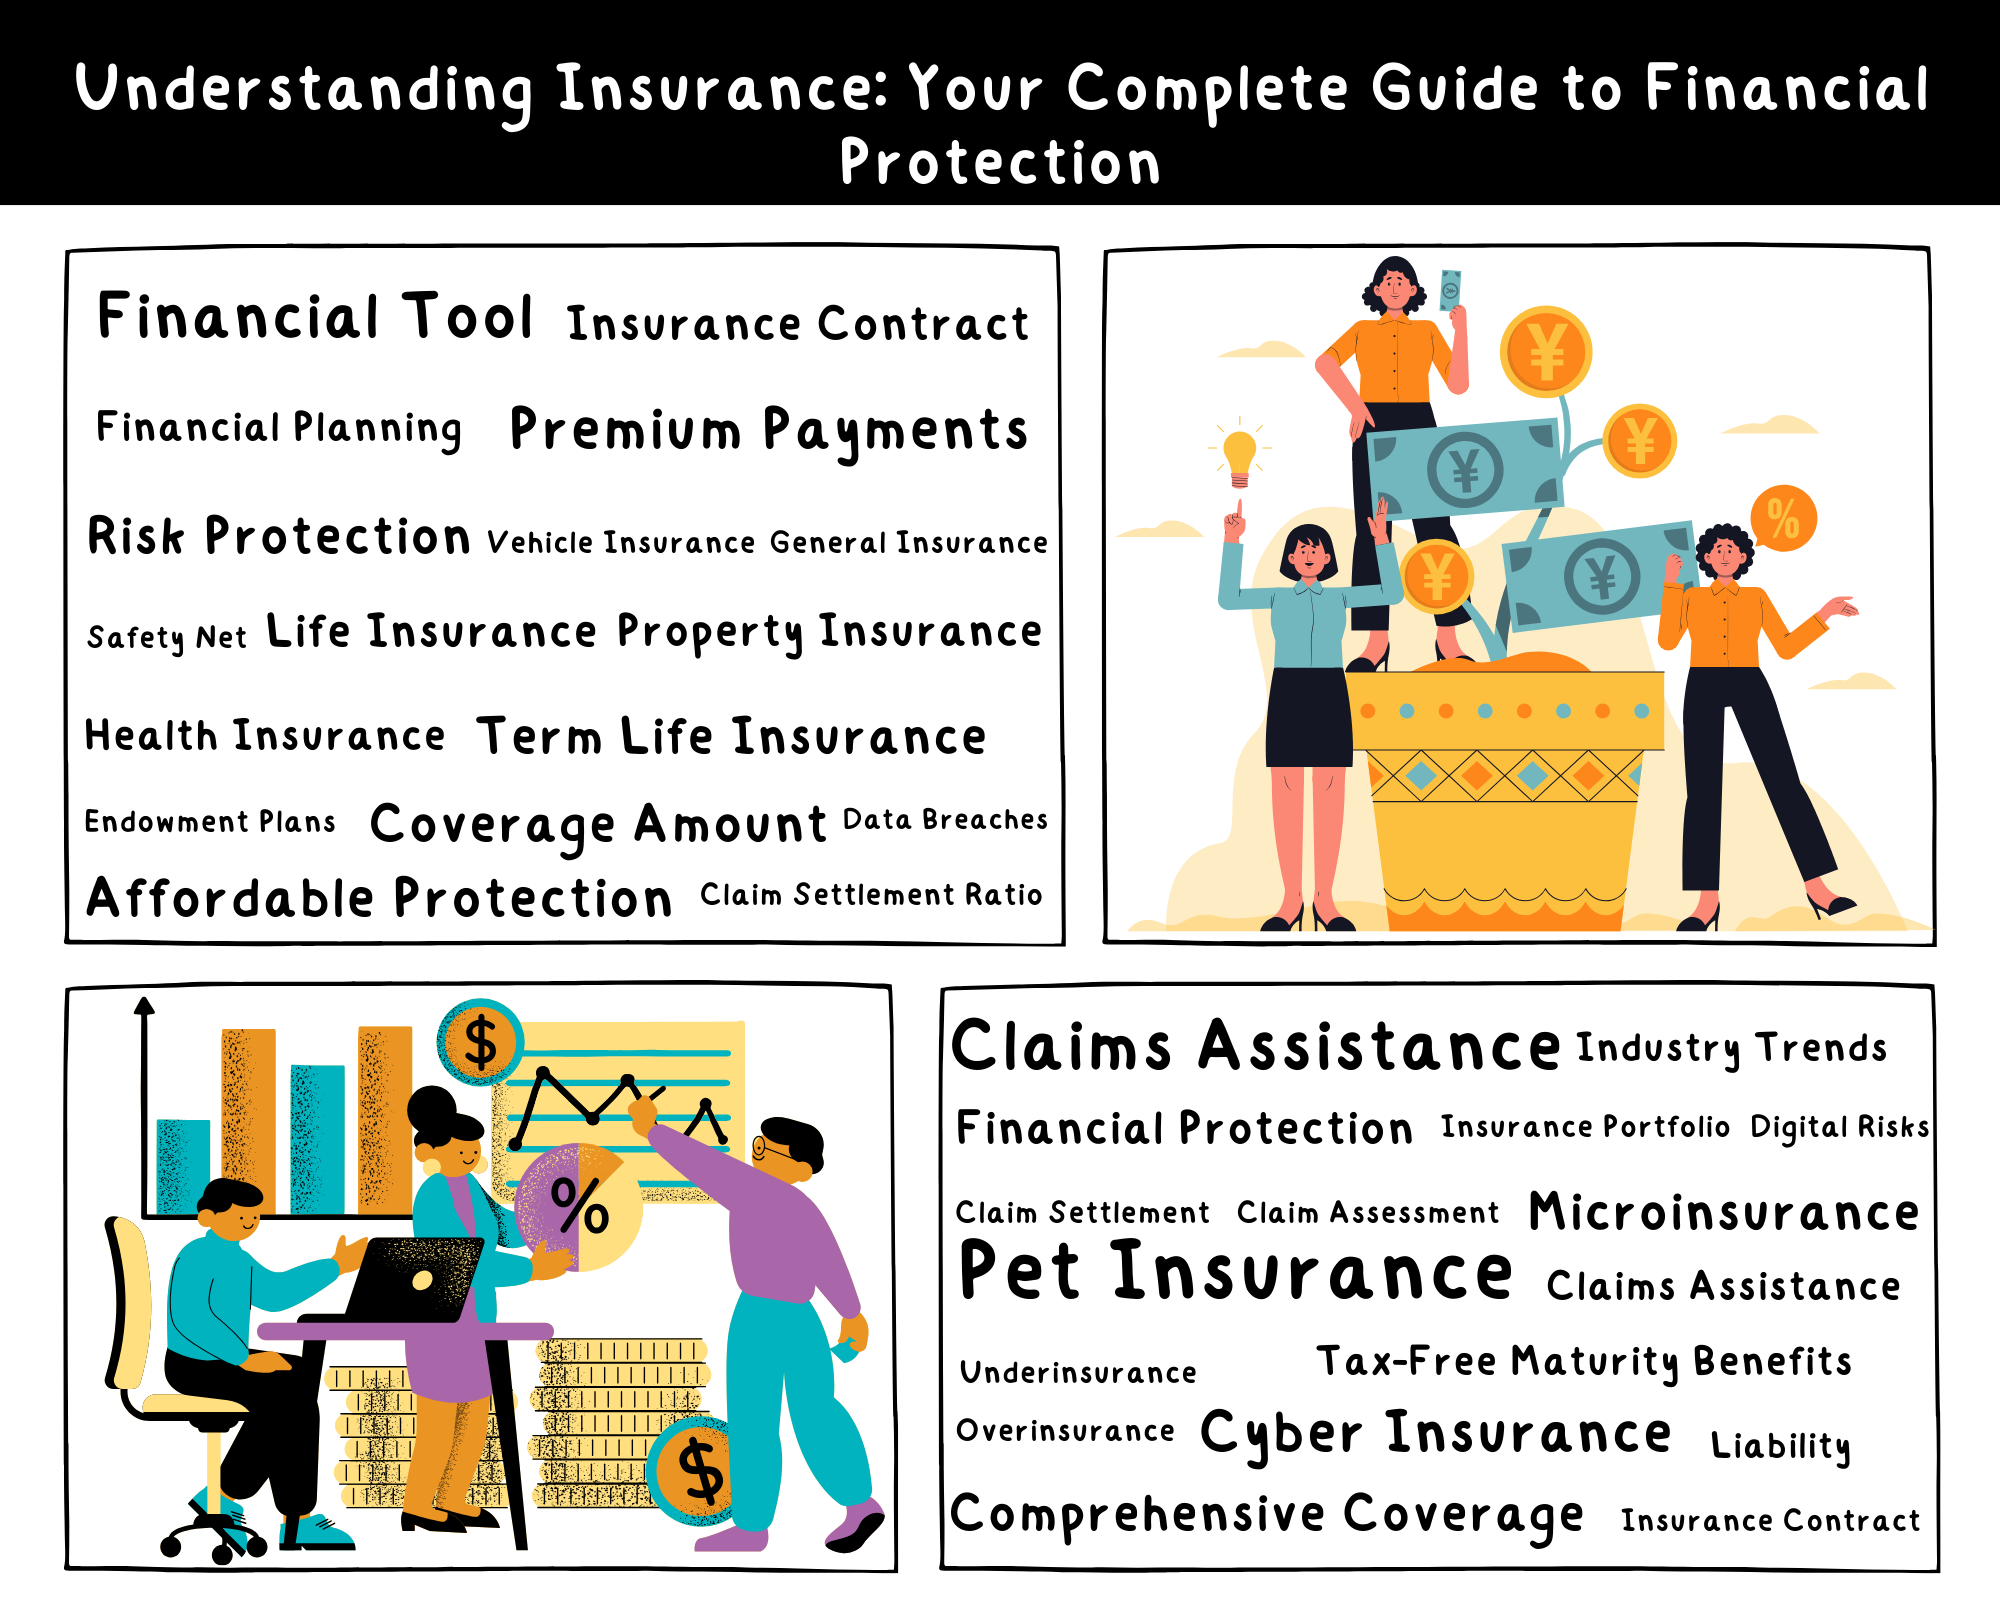 Understanding Insurance: Your Complete Guide to Financial
Protection
Financial Tool Insurance Contract
Financial Planning Premium Payments
Risk Protection Vehicle Insurance General Insurance
Safety Net Life Insurance Property Insurance
Health Insurance Term Life Insurance
Endowment Plans Coverage Amount Data Breaches
Affordable Protection Claim Settlement Ratio
¥
¥
¥
%
¥
¥
$
%
$
Claims Assistance Industry Trends
Financial Protection Insurance Portfolio Digital Risks
Claim Settlement Claim Assessment Microinsurance
Pet Insurance Claims Assistance
Underinsurance Tax-Free Maturity Benefits
Overinsurance Cyber Insurance Liability
Comprehensive Coverage Insurance Contract